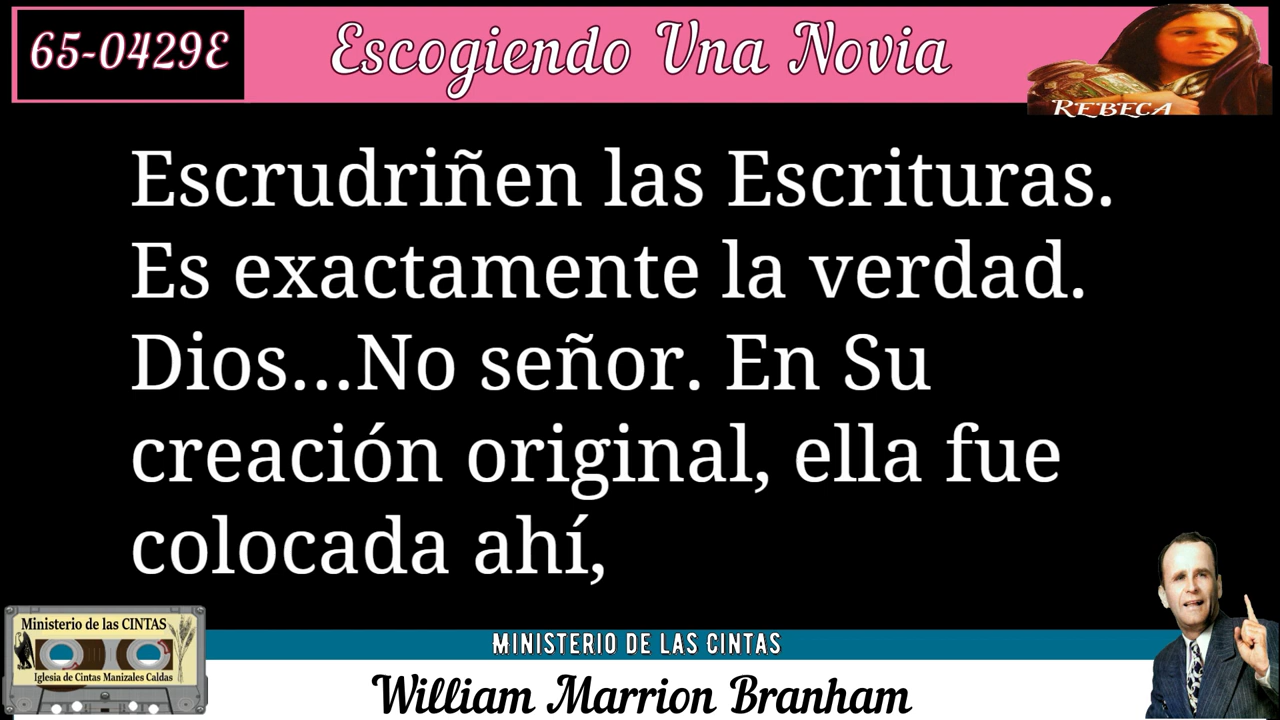 65-0429E
Escogiendo Una Novia
REBECA
Escrudriñen las Escrituras.
Es exactamente la verdad.
Dios...No señor. En Su
creación original, ella fue
colocada ahí,
Ministerio de las CINTAS
Iglesia de Cintas Manizales Caldas
MINISTERIO DE LAS CINTAS
William Marrion Branham